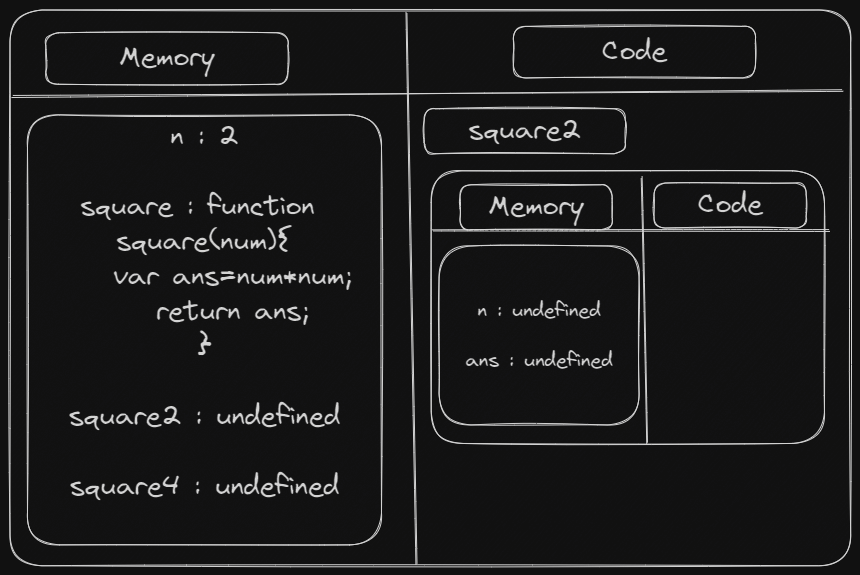 Memory
Code
n : 2
square : function
square(num){
var ans=num*num;
return ans;
}
square2 : undefined
square4 : undefined
square2
Memory
Code
n : undefined
ans : undefined